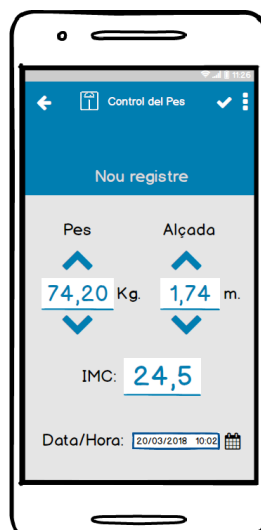 11:26
Control del Pes
Nou registre
Pes Alçada
74,20 Kg. 1,74 m.
IMC: 24,5
Data/Hora: 20/03/2018 10:02